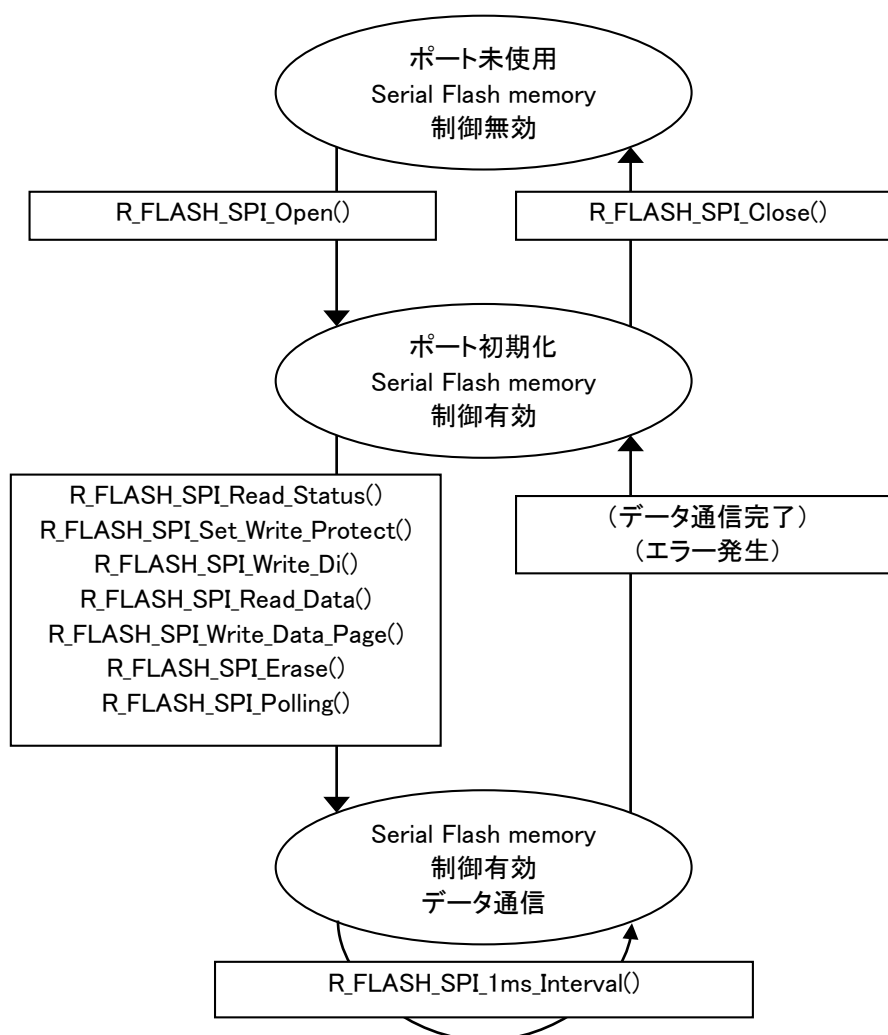 ポート未使用
Serial Flash memory
制御無効
R_FLASH_SPI_Open()
R_FLASH_SPI_Close()
ポート初期化
Serial Flash memory
制御有効
R_FLASH_SPI_Read_Status()
R_FLASH_SPI_Set_Write_Protect()
R_FLASH_SPI_Write_Di()
R_FLASH_SPI_Read_Data()
R_FLASH_SPI_Write_Data_Page()
R_FLASH_SPI_Erase()
R_FLASH_SPI_Polling()
(データ通信完了)
(エラー発生)
Serial Flash memory
制御有効
データ通信
R_FLASH_SPI_1ms_Interval()